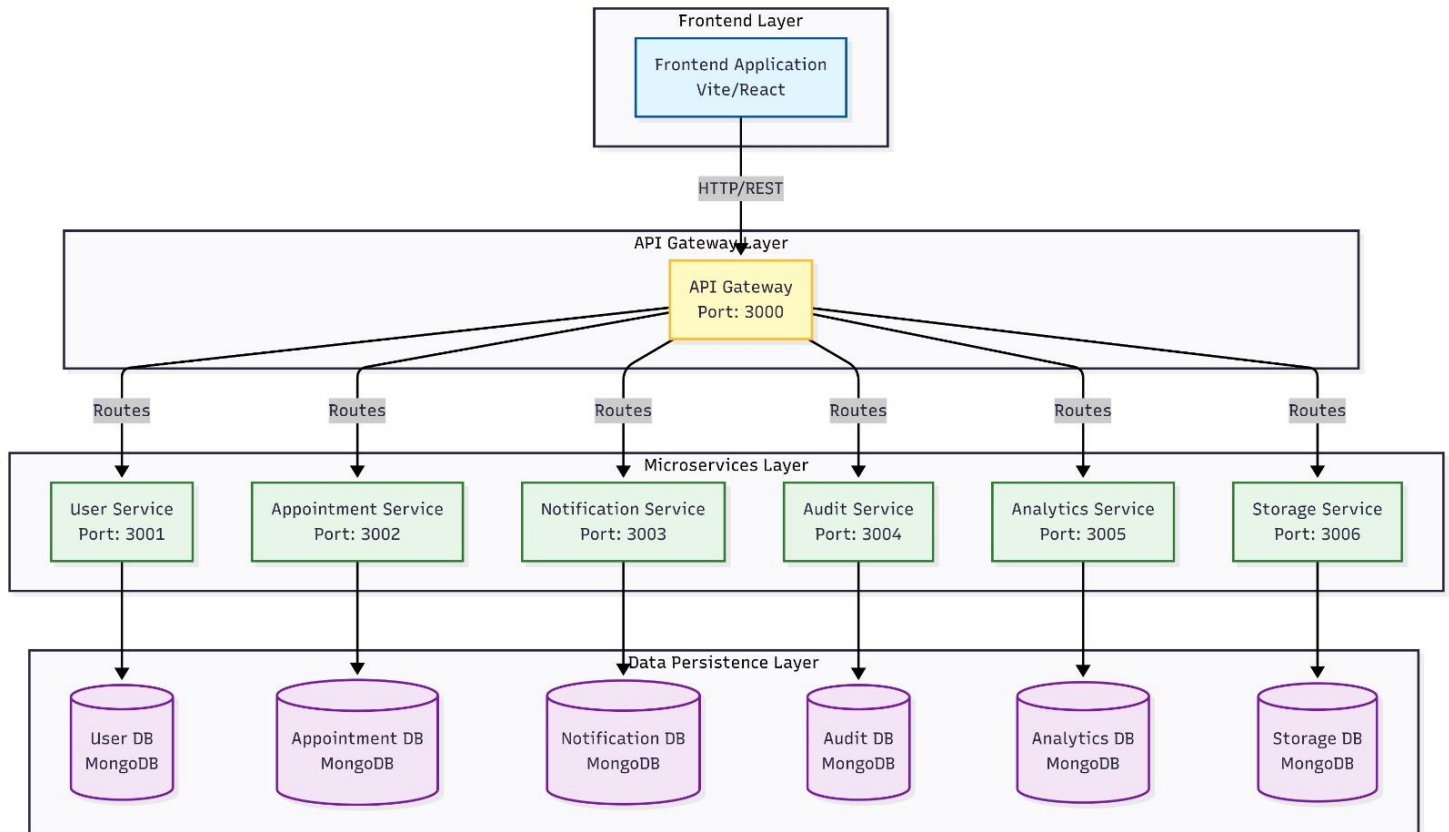 Frontend Layer
Frontend Application
Vite/React
HTTP/REST
API Gateway Layer
API Gateway
Port: 3000
Routes
Routes
Routes
Routes
Routes
Routes
Microservices Layer
User Service
Port: 3001
Appointment Service
Port: 3002
Notification Service
Port: 3003
Audit Service
Port: 3004
Analytics Service
Port: 3005
Storage Service
Port: 3006
Data Persistence Layer
User DB
MongoDB
Appointment DB
MongoDB
Notification DB
MongoDB
Audit DB
MongoDB
Analytics DB
MongoDB
Storage DB
MongoDB